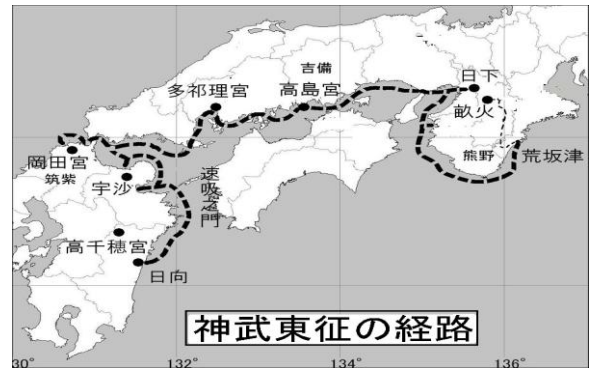 吉備
多祁理宮
高島宮
日下
畝火
岡田宮
筑紫
宇沙
速吸之門
熊野
荒坂津
高千穂宮
日向
神武東征の経路
30°
132°
134°
136°